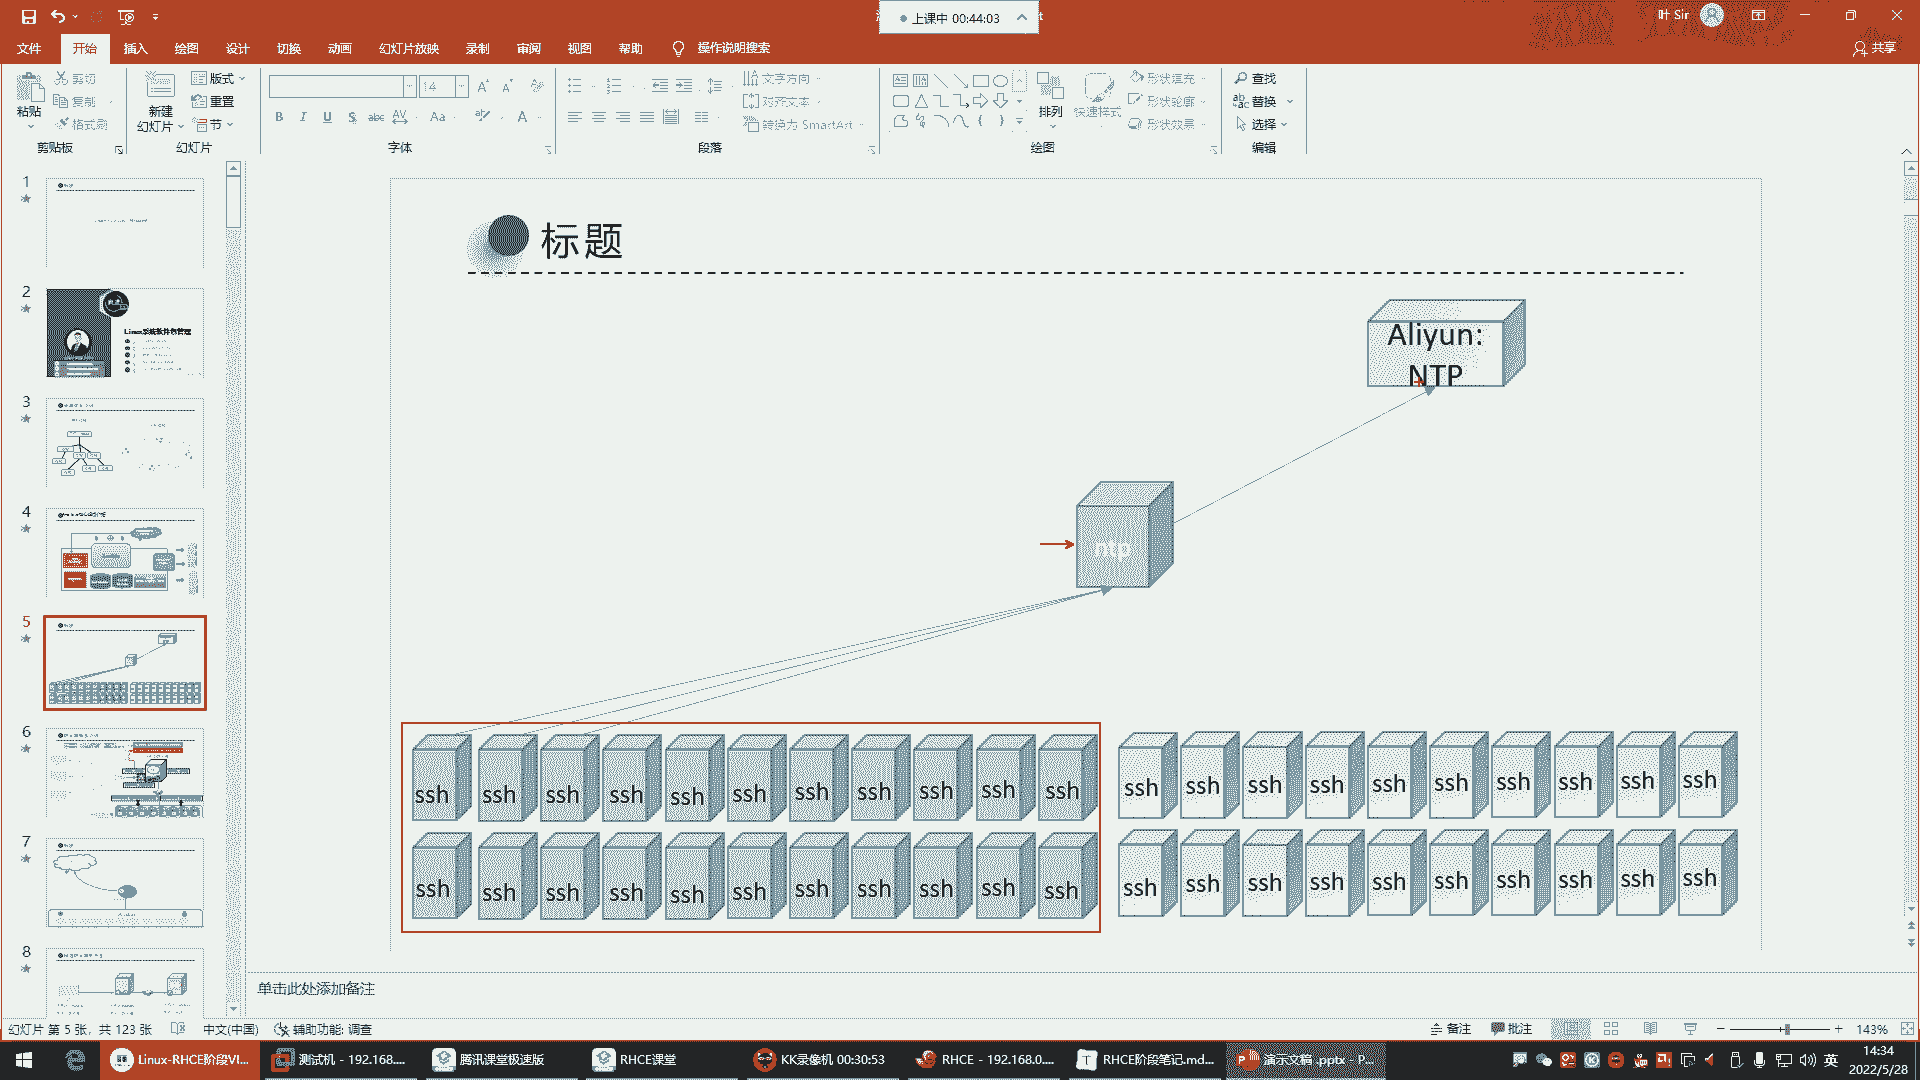 上课中 00:44:03
叶 Sir
文件 开始 插入 绘图 设计 切换 动画 幻灯片放映 录制 审阅 视图 帮助 操作说明搜索 共享
剪切
复制
格式刷
粘贴
新建
幻灯片
版式
重置
节
14
B I U S abc AV Aa A
文字方向
对齐文本
转换为 SmartArt
排列
快速样式
形状填充
形状轮廓
形状效果
查找
替换
选择
剪贴板 幻灯片 字体 段落 绘图 编辑
1
2
Linux系统软件包管理
3
4
5
6
7
8
标题
Aliyun:
NTP
ntp
ssh ssh ssh ssh ssh ssh ssh ssh ssh ssh ssh ssh ssh ssh ssh ssh ssh ssh ssh ssh ssh
ssh ssh ssh ssh ssh ssh ssh ssh ssh ssh ssh ssh ssh ssh ssh ssh ssh ssh ssh ssh ssh
单击此处添加备注
幻灯片 第 5 张，共 123 张 中文(中国) 辅助功能: 调查 备注 批注 143%
Linux-RHCE阶段VI... 测试机 - 192.168.... 腾讯课堂极速版 RHCE课堂 KK录像机 00:30:53 RHCE - 192.168.0.... RHCE阶段笔记.md... 演示文稿 .pptx - P... 英
14:34
2022/5/28